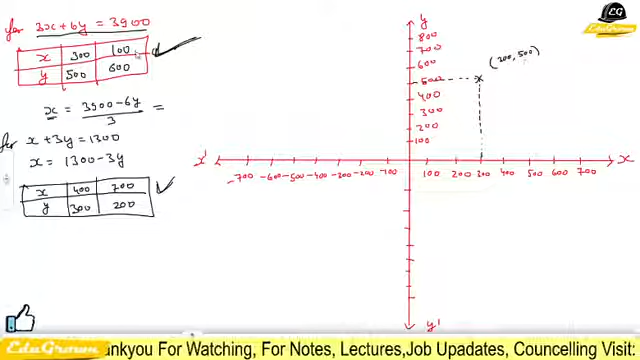 for 3x+6y = 3900
x 300 100
y 500 600
x = 3900-6y =
3
for x+3y=1300
x = 1300-3y
x 400 700
y 300 200
y
800
700
600
500
400
300
200
100
(300, 500)
x'
x
-700 -600 -500 -400 -300 -200 -100 100 200 300 400 500 600 700
y'
EG
EduGrown
EduGrown
ankyou For Watching, For Notes, Lectures,Job Upadates, Councelling Visit: